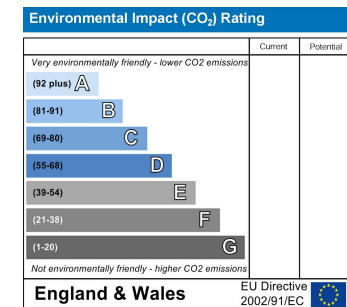 Environmental Impact (CO₂) Rating
Current Potential
Very environmentally friendly - lower CO2 emissions
(92 plus) A
(81-91) B
(69-80) C
(55-68) D
(39-54) E
(21-38) F
(1-20) G
Not environmentally friendly - higher CO2 emissions
England & Wales
EU Directive
2002/91/EC